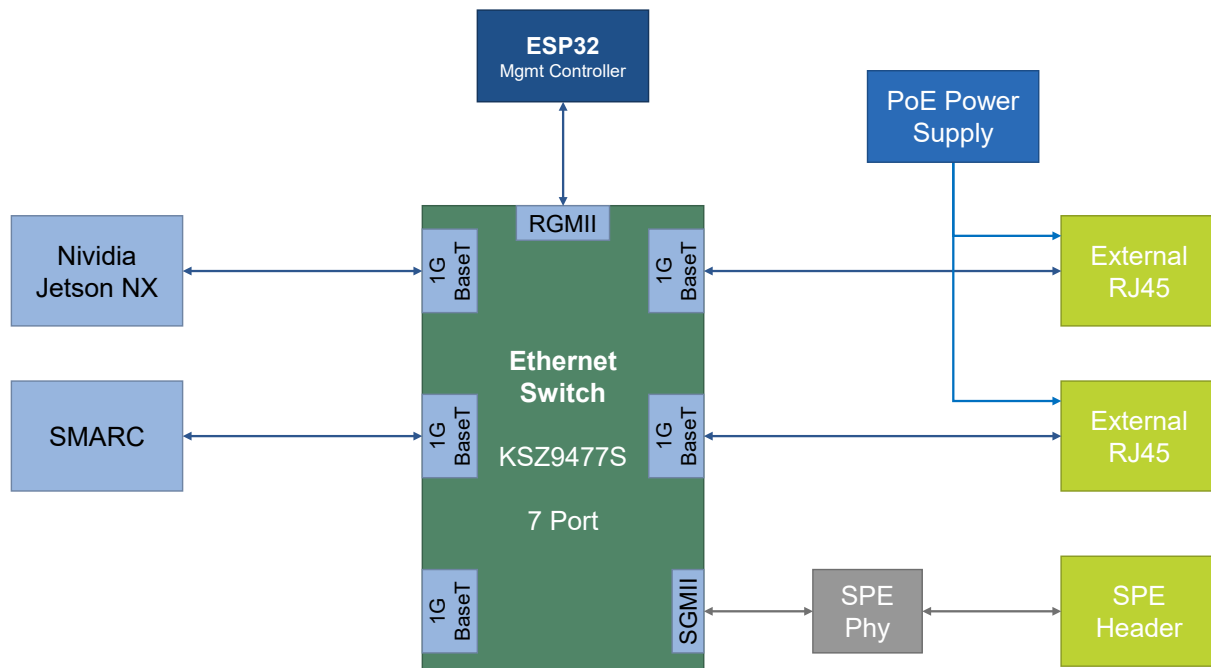 ESP32
Mgmt Controller
PoE Power
Supply
RGMII
Nividia
Jetson NX
1G
BaseT
1G
BaseT
External
RJ45
Ethernet
Switch
SMARC
1G
BaseT
KSZ9477S
1G
BaseT
External
RJ45
7 Port
1G
BaseT
SGMII
SPE
Phy
SPE
Header